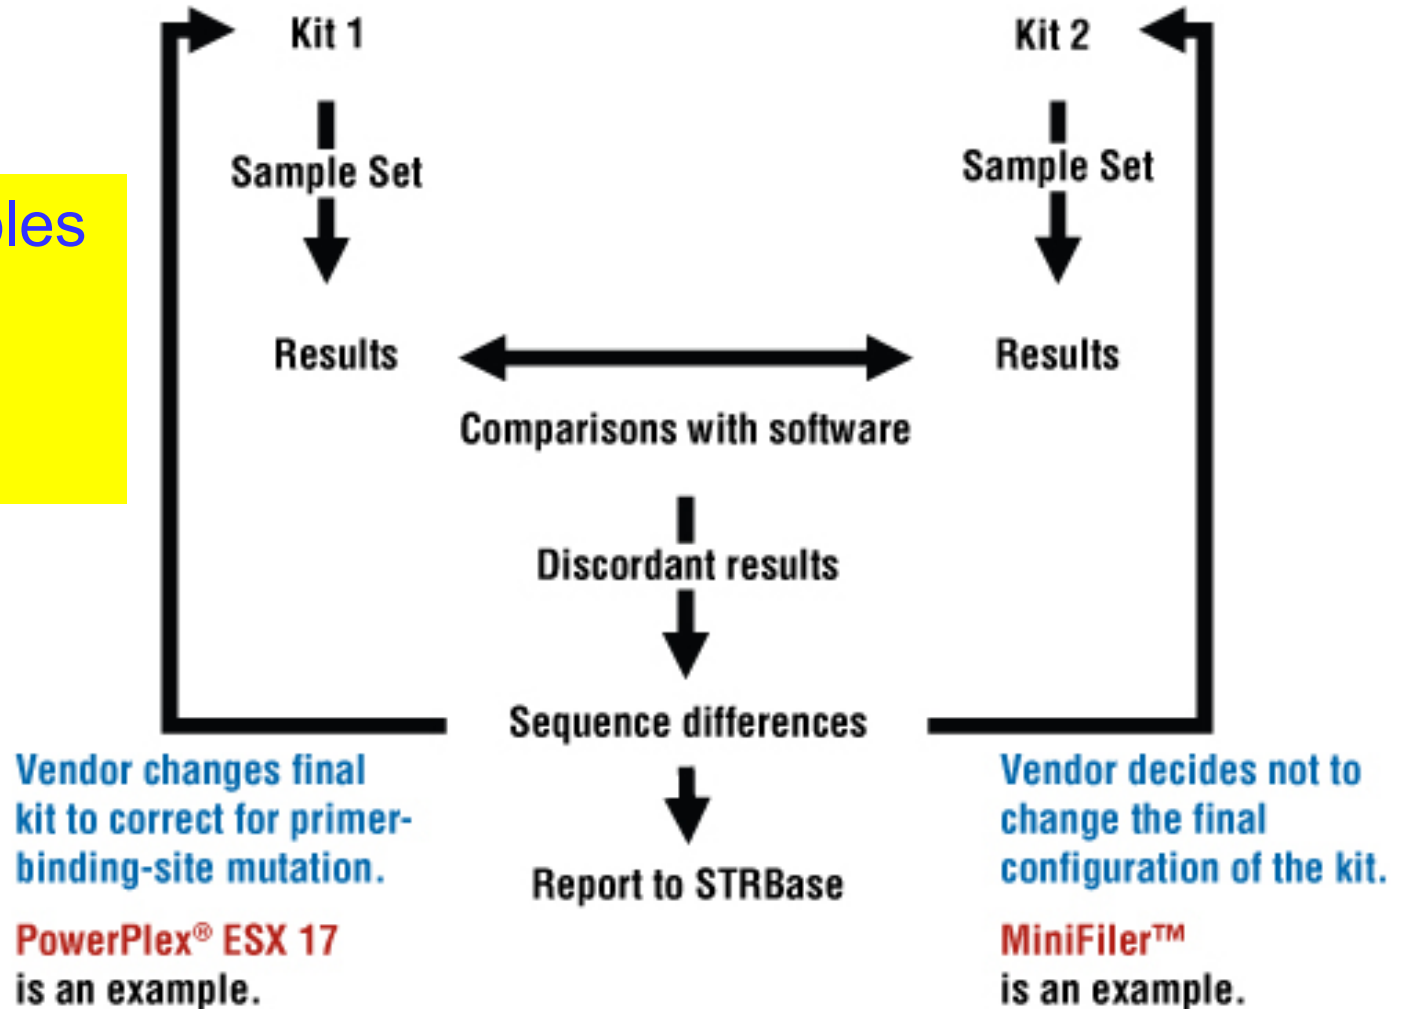 Kit 1
Kit 2
Sample Set
Sample Set
Results
Results
Comparisons with software
Discordant results
Sequence differences
Vendor changes final
kit to correct for primer-
binding-site mutation.
PowerPlex® ESX 17
is an example.
Report to STRBase
Vendor decides not to
change the final
configuration of the kit.
MiniFiler™
is an example.